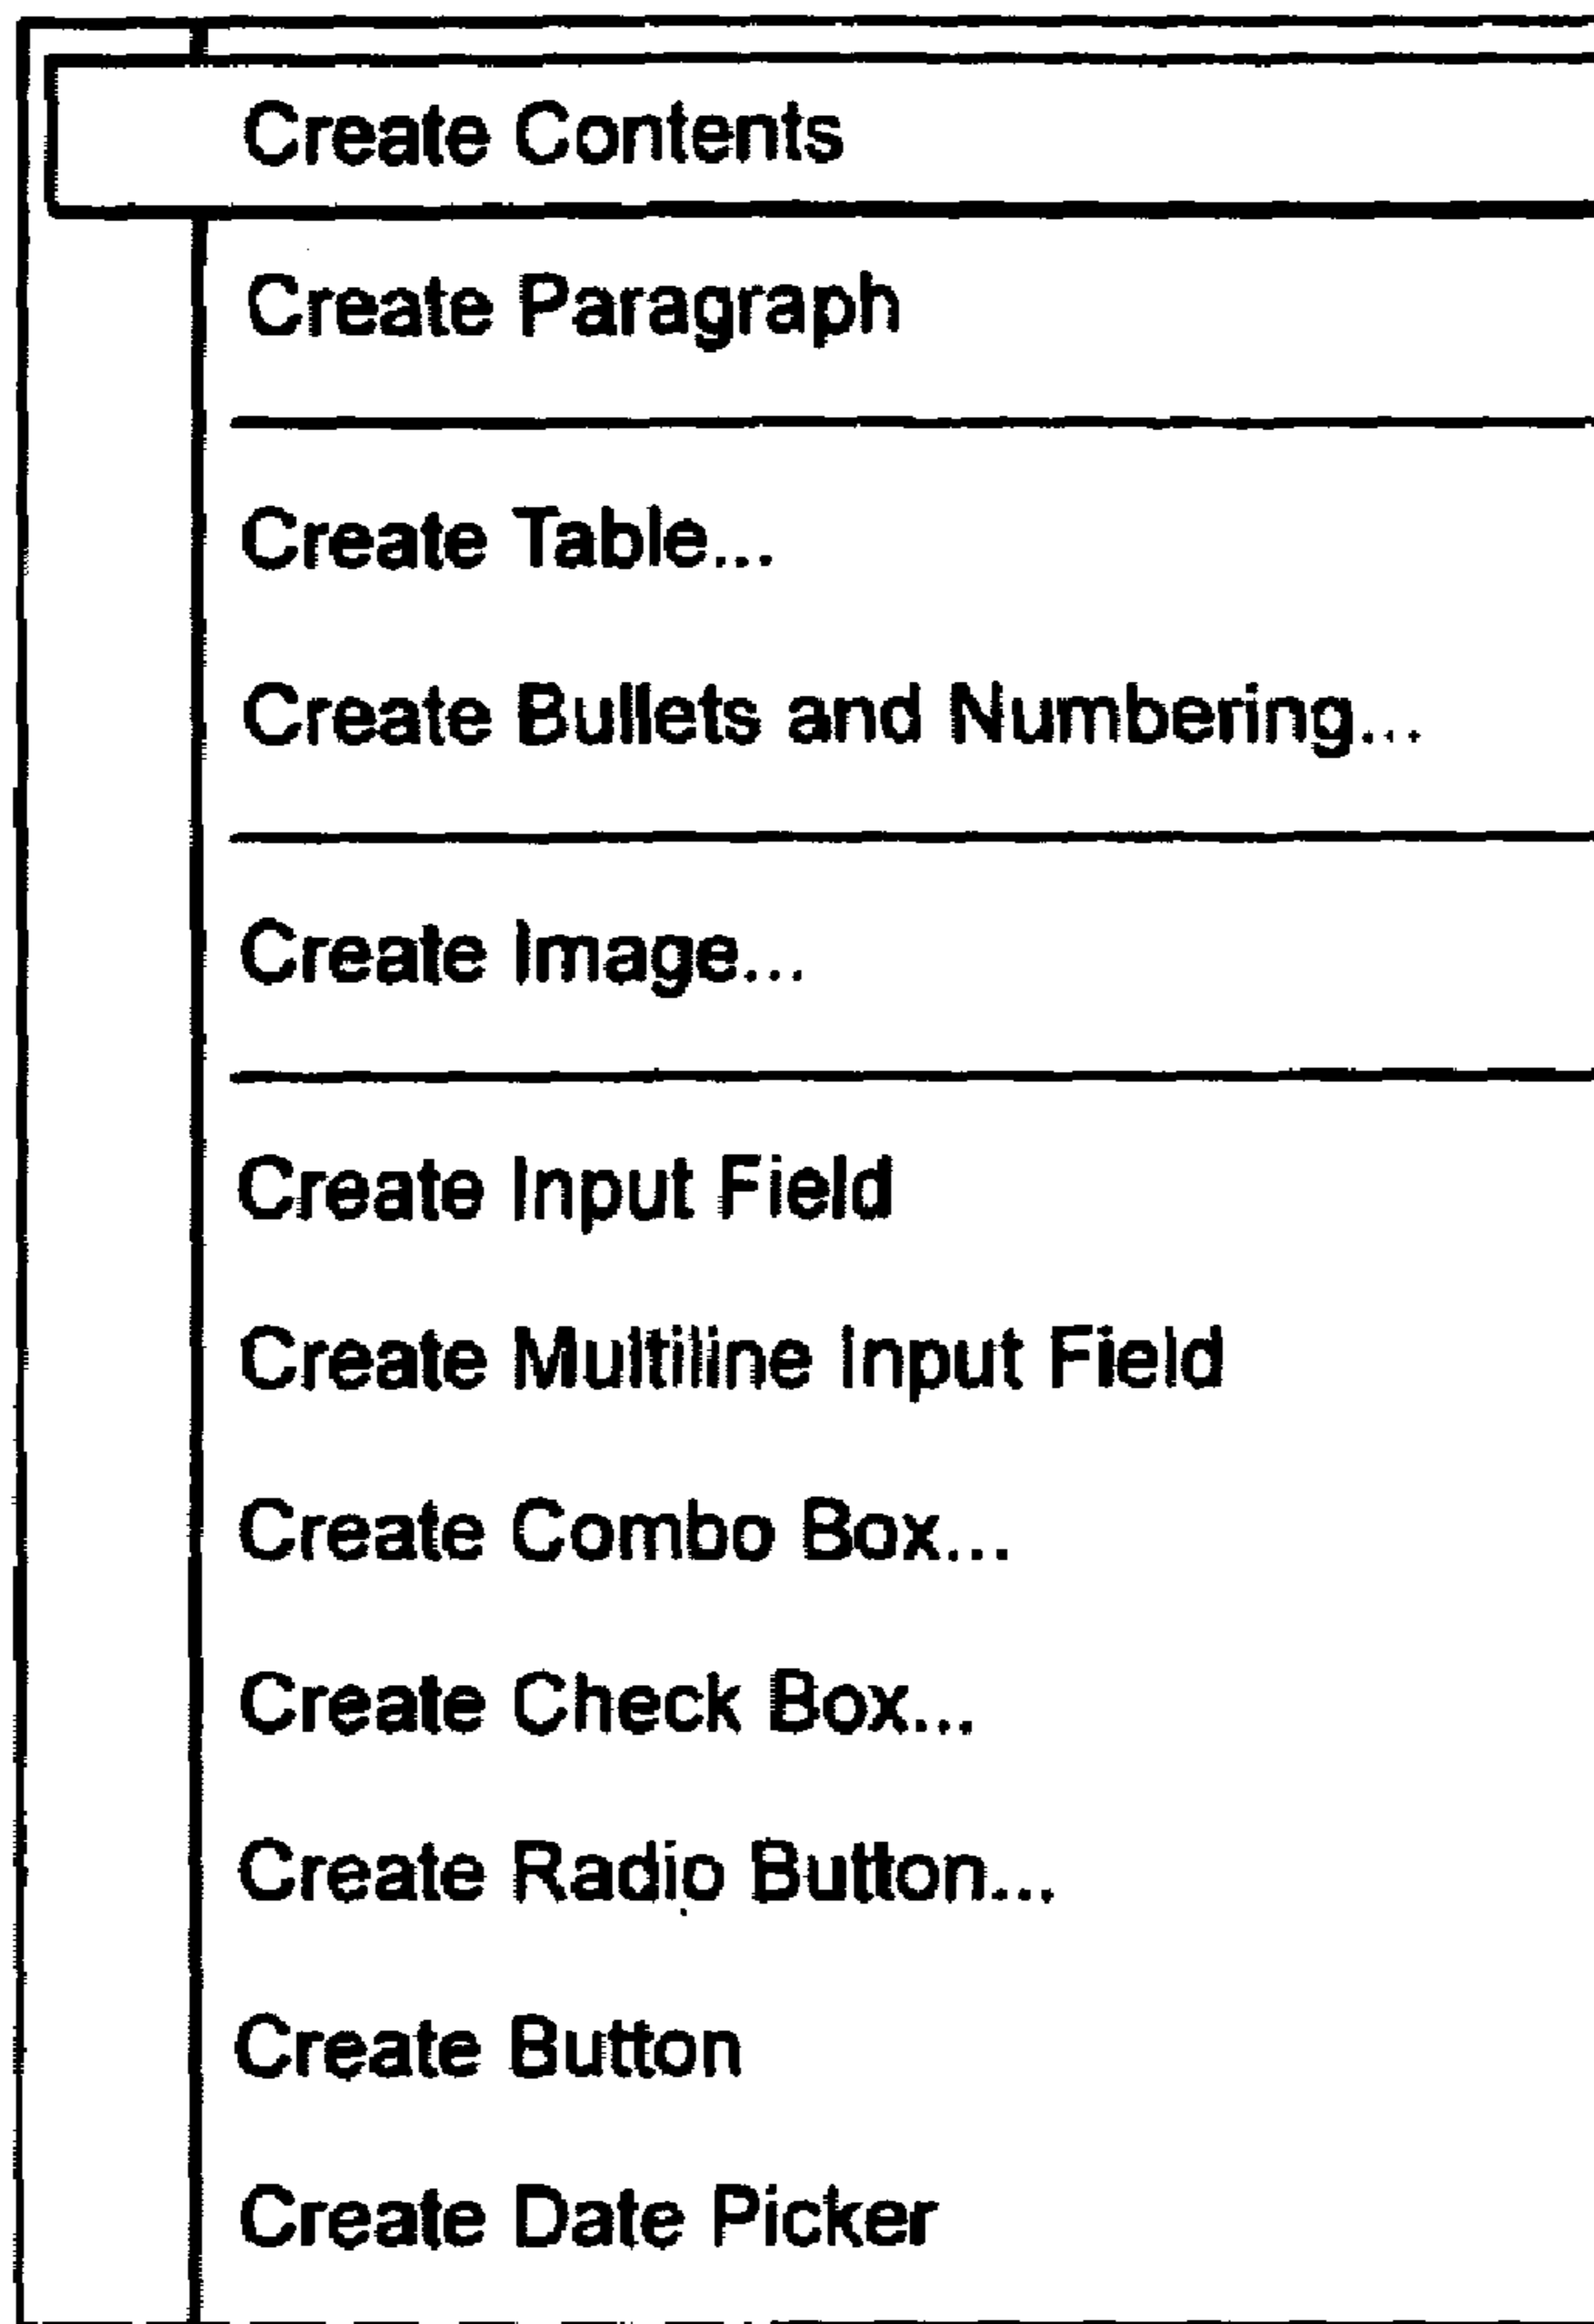 Create Contents
Create Paragraph
Create Table...
Create Bullets and Numbering...
Create Image...
Create Input Field
Create Multiline Input Field
Create Combo Box...
Create Check Box...
Create Radio Button...
Create Button
Create Date Picker